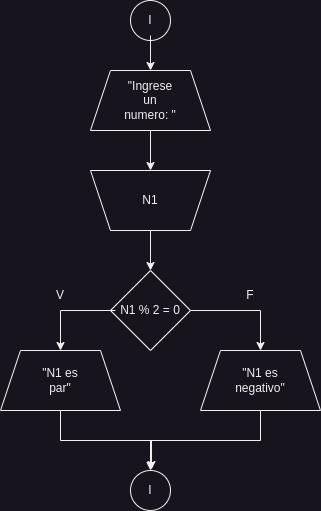 I
"Ingrese
un
numero: "
N1
N1 % 2 = 0
V
F
"N1 es
par"
"N1 es
negativo"
I